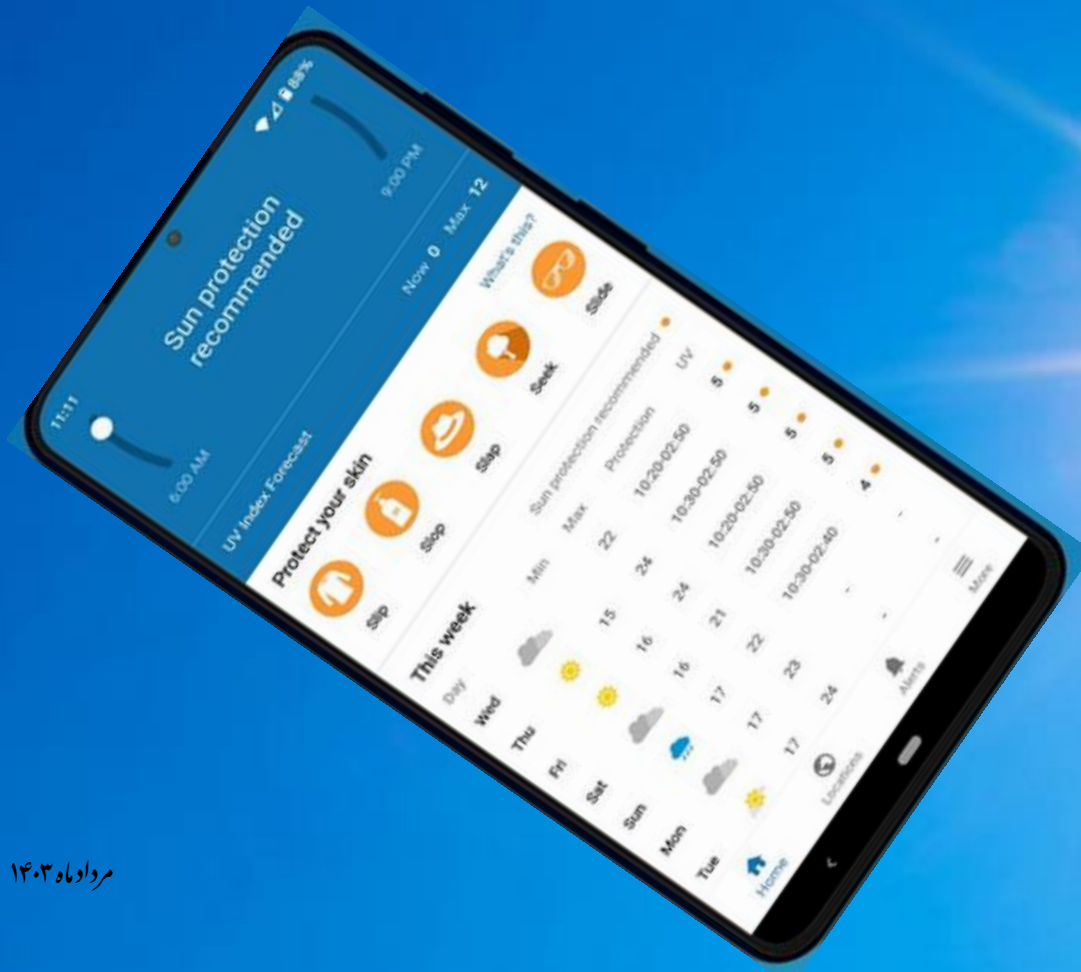 11:11 88%
Sun protection
recommended
6:00 AM 9:00 PM
UV Index Forecast Now 0 Max 12
Protect your skin What's this?
Slip Slop Slap Seek Slide
This week Sun protection recommended
Day Min Max Protection UV
Wed 22 10:20-02:50 5
Thu 15 24 10:30-02:50 5
Fri 16 24 10:20-02:50 5
Sat 16 21 10:30-02:50 5
Sun 17 22 10:30-02:40 4
Mon 17 23 - -
Tue 17 24 - -
Home Locations Alerts More
مردادماه ۱۴۰۳